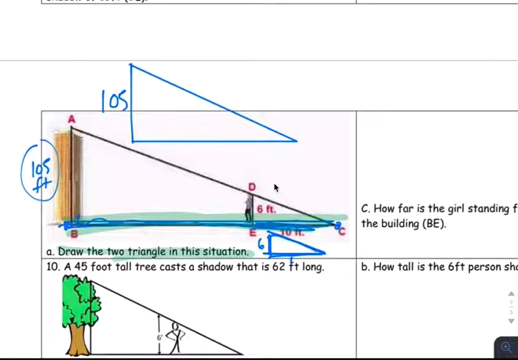 105
A
105
ft
D
6 ft.
B
E
10 ft.
C
6
a. Draw the two triangle in this situation.
C. How far is the girl standing f
the building (BE).
10. A 45 foot tall tree casts a shadow that is 62 ft long.
b. How tall is the 6ft person sha
6'